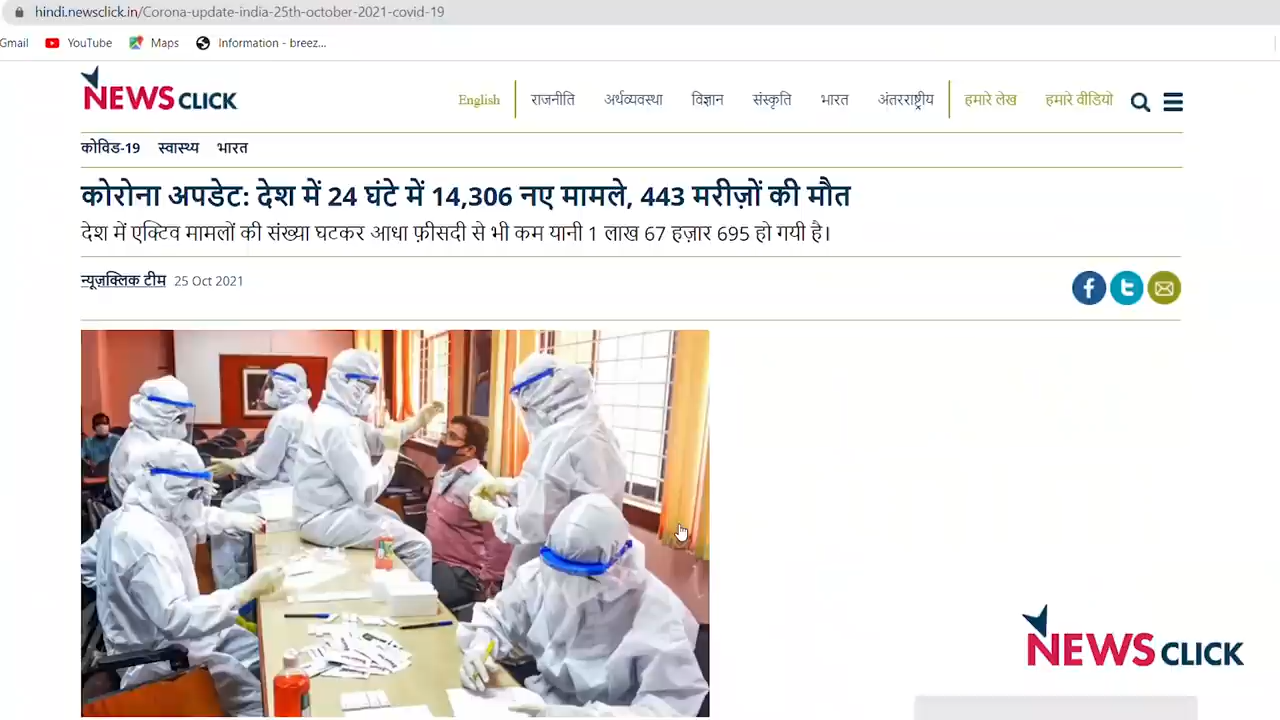 hindi.newsclick.in/Corona-update-india-25th-october-2021-covid-19
Gmail YouTube Maps Information - breez...
NEWS CLICK
English राजनीति अर्थव्यवस्था विज्ञान संस्कृति भारत अंतरराष्ट्रीय हमारे लेख हमारे वीडियो
कोविड-19 स्वास्थ्य भारत
कोरोना अपडेट: देश में 24 घंटे में 14,306 नए मामले, 443 मरीज़ों की मौत
देश में एक्टिव मामलों की संख्या घटकर आधा फ़ीसदी से भी कम यानी 1 लाख 67 हज़ार 695 हो गयी है।
न्यूज़क्लिक टीम 25 Oct 2021
NEWS CLICK